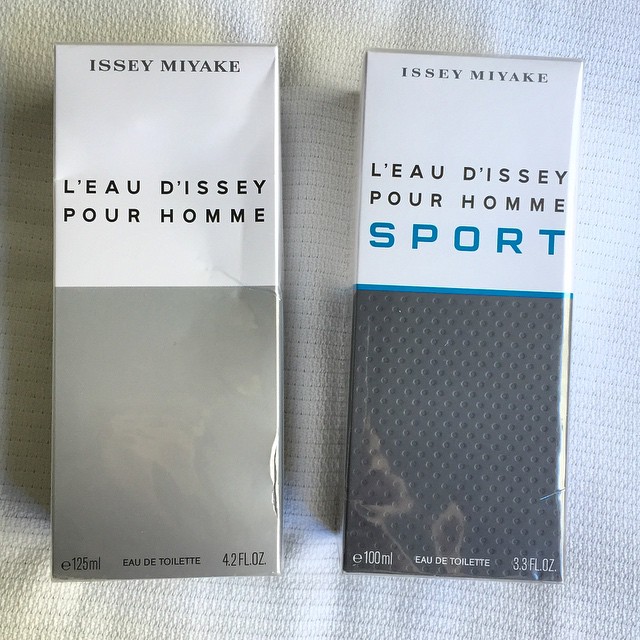 ISSEY MIYAKE
L'EAU D'ISSEY
POUR HOMME
℮125ml EAU DE TOILETTE 4.2 FL.OZ.
ISSEY MIYAKE
L'EAU D'ISSEY
POUR HOMME
SPORT
℮100ml EAU DE TOILETTE 3.3 FL.OZ.